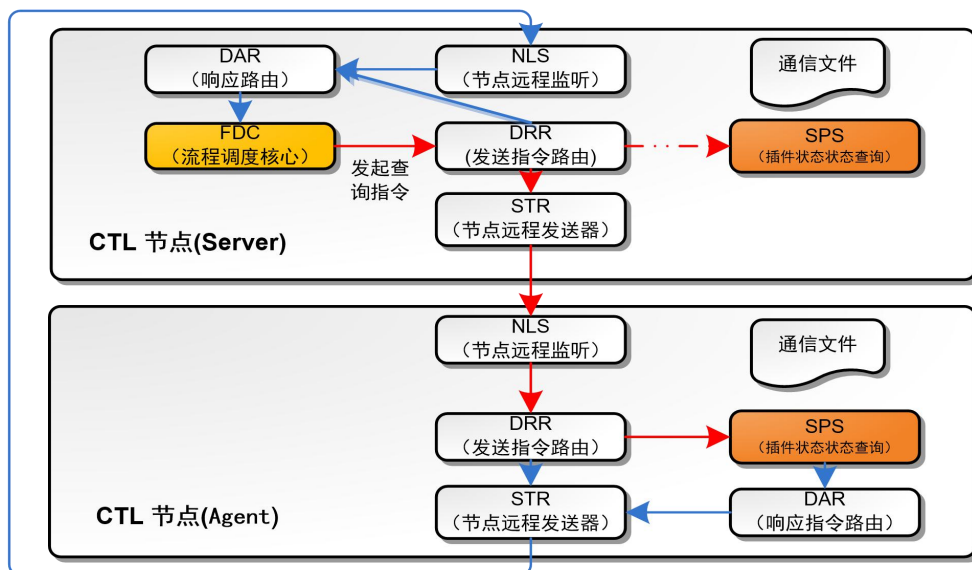 DAR
（响应路由）
NLS
（节点远程监听）
通信文件
FDC
（流程调度核心）
发起查
询指令
DRR
(发送指令路由)
SPS
（插件状态状态查询）
STR
（节点远程发送器）
CTL 节点(Server)
NLS
（节点远程监听）
通信文件
DRR
（发送指令路由）
SPS
（插件状态状态查询）
STR
（节点远程发送器）
DAR
（响应指令路由）
CTL 节点(Agent)